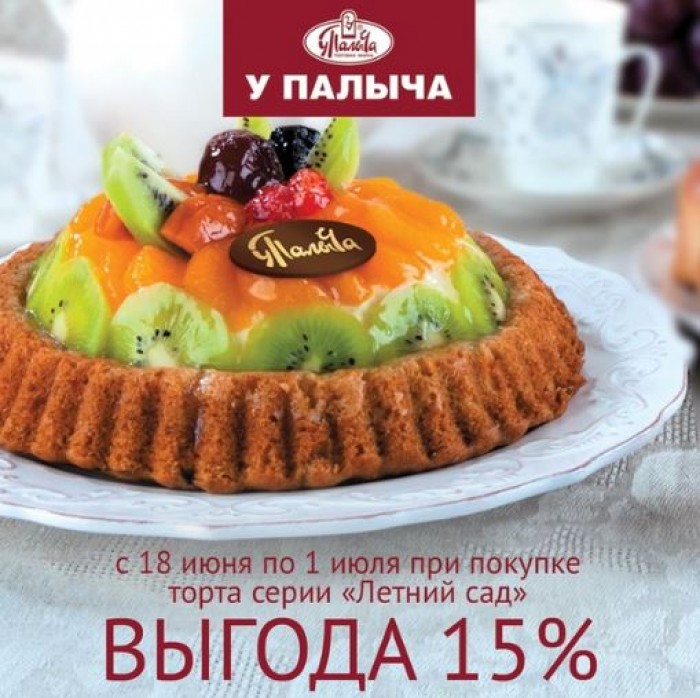 у Палыча
У ПАЛЫЧА
у Палыча
с 18 июня по 1 июля при покупке
торта серии «Летний сад»
ВЫГОДА 15%